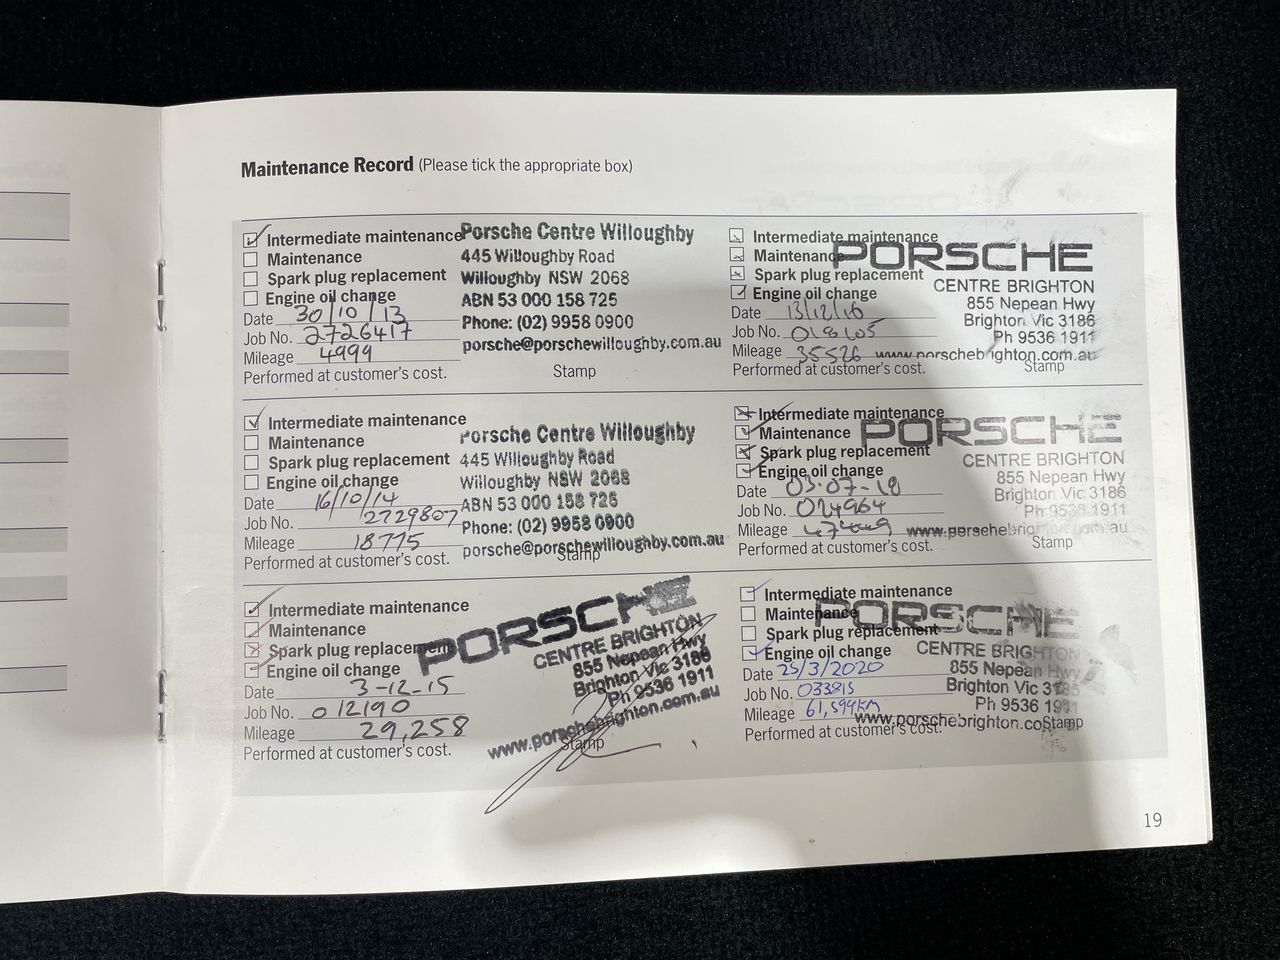 Maintenance Record (Please tick the appropriate box)
Intermediate maintenance
Maintenance
Spark plug replacement
Engine oil change
Date 30/10/13
Job No. 2726417
Mileage 4999
Performed at customer's cost.
Porsche Centre Willoughby
445 Willoughby Road
Willoughby NSW 2068
ABN 53 000 158 725
Phone: (02) 9958 0900
porsche@porschewilloughby.com.au
Stamp
Intermediate maintenance
Maintenance
Spark plug replacement
Engine oil change
Date 16/10/14
Job No. 2729807
Mileage 18775
Performed at customer's cost.
Porsche Centre Willoughby
445 Willoughby Road
Willoughby NSW 2068
ABN 53 000 158 725
Phone: (02) 9958 0900
porsche@porschewilloughby.com.au
Stamp
Intermediate maintenance
Maintenance
Spark plug replacement
Engine oil change
Date 3-12-15
Job No. 012190
Mileage 29,258
Performed at customer's cost.
PORSCHE
CENTRE BRIGHTON
855 Nepean Hwy
Brighton Vic 3186
Ph 9536 1911
www.porschebrighton.com.au
Stamp
Intermediate maintenance
Maintenance
Spark plug replacement
Engine oil change
Date 13/12/16
Job No.
Mileage 35526
Performed at customer's cost.
PORSCHE
CENTRE BRIGHTON
855 Nepean Hwy
Brighton Vic 3186
Ph 9536 1911
www.porschebrighton.com.au
Stamp
Intermediate maintenance
Maintenance
Spark plug replacement
Engine oil change
Date 03-07-18
Job No. 024964
Mileage
Performed at customer's cost.
PORSCHE
CENTRE BRIGHTON
855 Nepean Hwy
Brighton Vic 3186
Ph 9536 1911
www.porschebrighton.com.au
Stamp
Intermediate maintenance
Maintenance
Spark plug replacement
Engine oil change
Date 25/3/2020
Job No. 033815
Mileage 61,599KM
Performed at customer's cost.
PORSCHE
CENTRE BRIGHTON
855 Nepean Hwy
Brighton Vic 3186
Ph 9536 1911
www.porschebrighton.co
Stamp
19